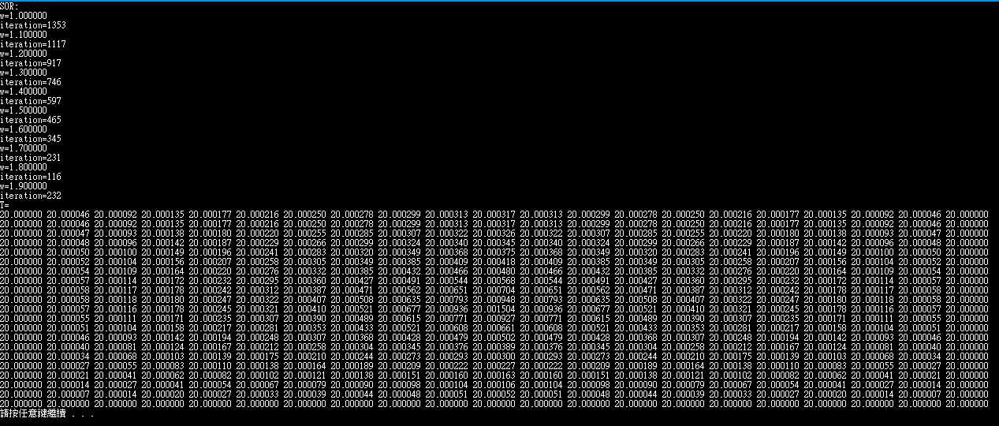 SOR:
w=1.000000
iteration=1353
w=1.100000
iteration=1117
w=1.200000
iteration=917
w=1.300000
iteration=746
w=1.400000
iteration=597
w=1.500000
iteration=465
w=1.600000
iteration=345
w=1.700000
iteration=231
w=1.800000
iteration=116
w=1.900000
iteration=232
T=
20.000000 20.000046 20.000092 20.000135 20.000177 20.000216 20.000250 20.000278 20.000299 20.000313 20.000317 20.000313 20.000299 20.000278 20.000250 20.000216 20.000177 20.000135 20.000092 20.000046 20.000000
20.000000 20.000046 20.000092 20.000135 20.000177 20.000216 20.000250 20.000278 20.000299 20.000313 20.000317 20.000313 20.000299 20.000278 20.000250 20.000216 20.000177 20.000135 20.000092 20.000046 20.000000
20.000000 20.000047 20.000093 20.000138 20.000180 20.000220 20.000255 20.000285 20.000307 20.000322 20.000326 20.000322 20.000307 20.000285 20.000255 20.000220 20.000180 20.000138 20.000093 20.000047 20.000000
20.000000 20.000048 20.000096 20.000142 20.000187 20.000229 20.000266 20.000299 20.000324 20.000340 20.000345 20.000340 20.000324 20.000299 20.000266 20.000229 20.000187 20.000142 20.000096 20.000048 20.000000
20.000000 20.000050 20.000100 20.000149 20.000196 20.000241 20.000283 20.000320 20.000349 20.000368 20.000375 20.000368 20.000349 20.000320 20.000283 20.000241 20.000196 20.000149 20.000100 20.000050 20.000000
20.000000 20.000052 20.000104 20.000156 20.000207 20.000258 20.000305 20.000349 20.000385 20.000409 20.000418 20.000409 20.000385 20.000349 20.000305 20.000258 20.000207 20.000156 20.000104 20.000052 20.000000
20.000000 20.000054 20.000109 20.000164 20.000220 20.000276 20.000332 20.000385 20.000432 20.000466 20.000480 20.000466 20.000432 20.000385 20.000332 20.000276 20.000220 20.000164 20.000109 20.000054 20.000000
20.000000 20.000057 20.000114 20.000172 20.000232 20.000295 20.000360 20.000427 20.000491 20.000544 20.000568 20.000544 20.000491 20.000427 20.000360 20.000295 20.000232 20.000172 20.000114 20.000057 20.000000
20.000000 20.000058 20.000117 20.000178 20.000242 20.000312 20.000387 20.000471 20.000562 20.000651 20.000704 20.000651 20.000562 20.000471 20.000387 20.000312 20.000242 20.000178 20.000117 20.000058 20.000000
20.000000 20.000058 20.000118 20.000180 20.000247 20.000322 20.000407 20.000508 20.000635 20.000793 20.000948 20.000793 20.000635 20.000508 20.000407 20.000322 20.000247 20.000180 20.000118 20.000058 20.000000
20.000000 20.000057 20.000116 20.000178 20.000245 20.000321 20.000410 20.000521 20.000677 20.000936 20.001504 20.000936 20.000677 20.000521 20.000410 20.000321 20.000245 20.000178 20.000116 20.000057 20.000000
20.000000 20.000055 20.000111 20.000171 20.000235 20.000307 20.000390 20.000489 20.000615 20.000771 20.000927 20.000771 20.000615 20.000489 20.000390 20.000307 20.000235 20.000171 20.000111 20.000055 20.000000
20.000000 20.000051 20.000104 20.000158 20.000217 20.000281 20.000353 20.000433 20.000521 20.000608 20.000661 20.000608 20.000521 20.000433 20.000353 20.000281 20.000217 20.000158 20.000104 20.000051 20.000000
20.000000 20.000046 20.000093 20.000142 20.000194 20.000248 20.000307 20.000368 20.000428 20.000479 20.000502 20.000479 20.000428 20.000368 20.000307 20.000248 20.000194 20.000142 20.000093 20.000046 20.000000
20.000000 20.000040 20.000081 20.000124 20.000167 20.000212 20.000258 20.000304 20.000345 20.000376 20.000389 20.000376 20.000345 20.000304 20.000258 20.000212 20.000167 20.000124 20.000081 20.000040 20.000000
20.000000 20.000034 20.000068 20.000103 20.000139 20.000175 20.000210 20.000244 20.000273 20.000293 20.000300 20.000293 20.000273 20.000244 20.000210 20.000175 20.000139 20.000103 20.000068 20.000034 20.000000
20.000000 20.000027 20.000055 20.000083 20.000110 20.000138 20.000164 20.000189 20.000209 20.000222 20.000227 20.000222 20.000209 20.000189 20.000164 20.000138 20.000110 20.000083 20.000055 20.000027 20.000000
20.000000 20.000021 20.000041 20.000062 20.000082 20.000102 20.000121 20.000138 20.000151 20.000160 20.000163 20.000160 20.000151 20.000138 20.000121 20.000102 20.000082 20.000062 20.000041 20.000021 20.000000
20.000000 20.000014 20.000027 20.000041 20.000054 20.000067 20.000079 20.000090 20.000098 20.000104 20.000106 20.000104 20.000098 20.000090 20.000079 20.000067 20.000054 20.000041 20.000027 20.000014 20.000000
20.000000 20.000007 20.000014 20.000020 20.000027 20.000033 20.000039 20.000044 20.000048 20.000051 20.000052 20.000051 20.000048 20.000044 20.000039 20.000033 20.000027 20.000020 20.000014 20.000007 20.000000
20.000000 20.000000 20.000000 20.000000 20.000000 20.000000 20.000000 20.000000 20.000000 20.000000 20.000000 20.000000 20.000000 20.000000 20.000000 20.000000 20.000000 20.000000 20.000000 20.000000 20.000000
請按任意鍵繼續 . . .